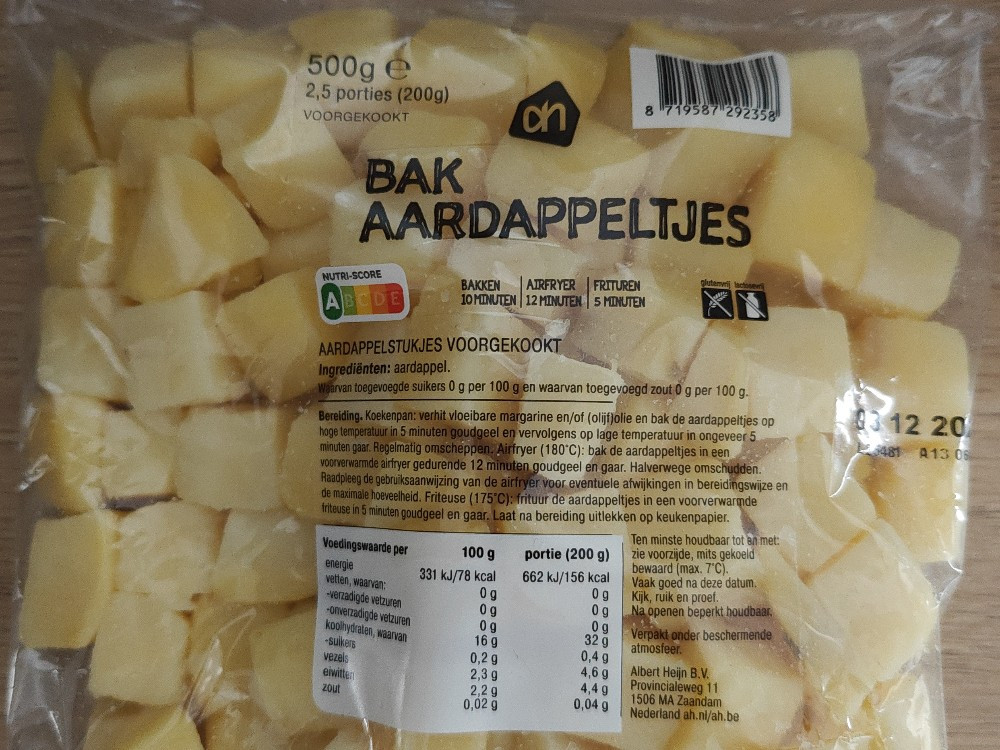 500g ℮
2,5 porties (200g)
VOORGEKOOKT
ah
8 719587 292358
BAK
AARDAPPELTJES
NUTRI-SCORE
A B C D E
BAKKEN
10 MINUTEN
AIRFRYER
12 MINUTEN
FRITUREN
5 MINUTEN
glutenvrij lactosevrij
AARDAPPELSTUKJES VOORGEKOOKT
Ingrediënten: aardappel.
Waarvan toegevoegde suikers 0 g per 100 g en waarvan toegevoegd zout 0 g per 100 g.
Bereiding. Koekenpan: verhit vloeibare margarine en/of (olijf)olie en bak de aardappeltjes op
hoge temperatuur in 5 minuten goudgeel en vervolgens op lage temperatuur in ongeveer 5
minuten gaar. Regelmatig omscheppen. Airfryer (180°C): bak de aardappeltjes in een
voorverwarmde airfryer gedurende 12 minuten goudgeel en gaar. Halverwege omschudden.
Raadpleeg de gebruiksaanwijzing van de airfryer voor eventuele afwijkingen in bereidingswijze en
de maximale hoeveelheid. Friteuse (175°C): frituur de aardappeltjes in een voorverwarmde
friteuse in 5 minuten goudgeel en gaar. Laat na bereiding uitlekken op keukenpapier.
12 20
A13
Voedingswaarde per 100 g portie (200 g)
energie 331 kJ/78 kcal 662 kJ/156 kcal
vetten, waarvan: 0 g 0 g
-verzadigde vetzuren 0 g 0 g
-onverzadigde vetzuren 0 g 0 g
koolhydraten, waarvan 16 g 32 g
-suikers 0,2 g 0,4 g
vezels 2,3 g 4,6 g
eiwitten 2,2 g 4,4 g
zout 0,02 g 0,04 g
Ten minste houdbaar tot en met:
zie voorzijde, mits gekoeld
bewaard (max. 7°C).
Vaak goed na deze datum.
Kijk, ruik en proef.
Na openen beperkt houdbaar.
Verpakt onder beschermende
atmosfeer.
Albert Heijn B.V.
Provincialeweg 11
1506 MA Zaandam
Nederland ah.nl/ah.be